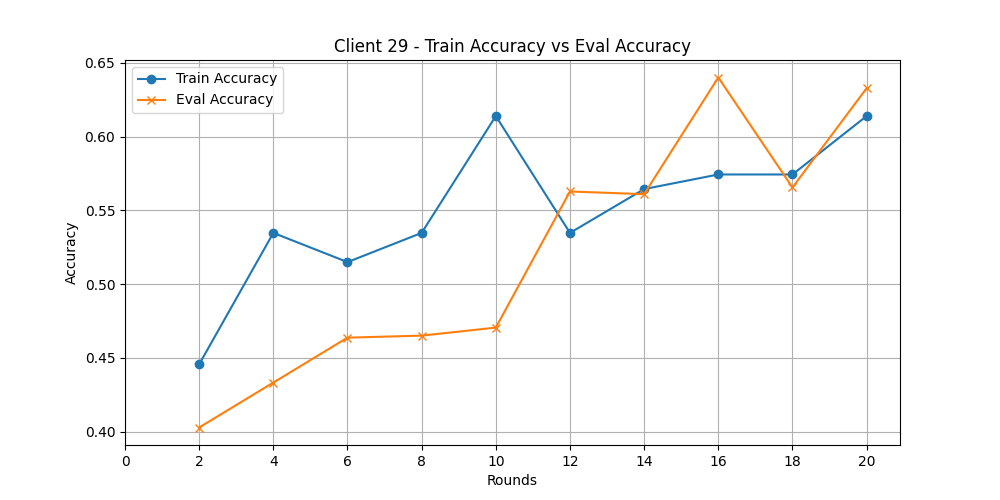 Client 29 - Train Accuracy vs Eval Accuracy
Train Accuracy
Eval Accuracy
0.65
0.60
0.55
0.50
0.45
0.40
Accuracy
0 2 4 6 8 10 12 14 16 18 20
Rounds